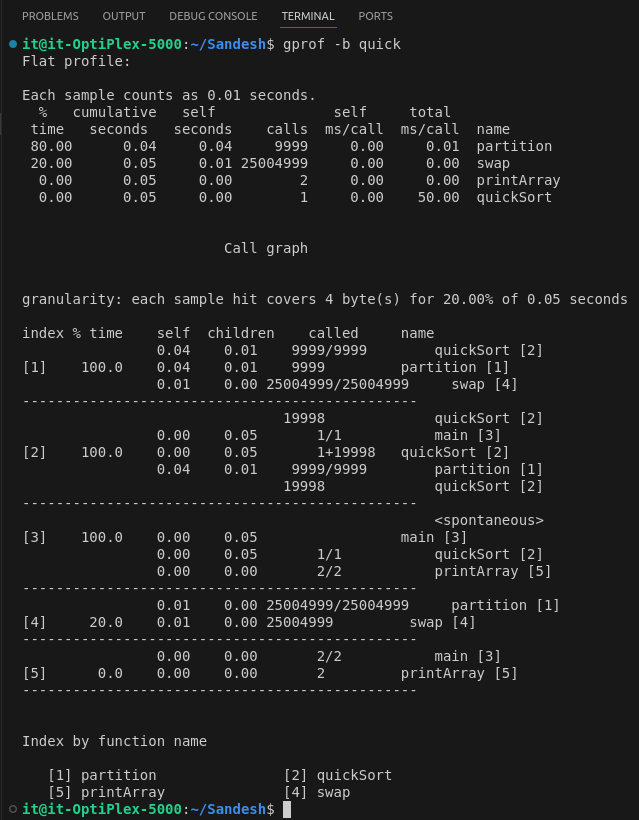 PROBLEMS OUTPUT DEBUG CONSOLE TERMINAL PORTS
it@it-OptiPlex-5000:~/Sandesh$ gprof -b quick
Flat profile:

Each sample counts as 0.01 seconds.
  %   cumulative   self              self     total
 time   seconds   seconds    calls  ms/call  ms/call  name
 80.00      0.04     0.04     9999     0.00     0.01  partition
 20.00      0.05     0.01 25004999     0.00     0.00  swap
  0.00      0.05     0.00        2     0.00     0.00  printArray
  0.00      0.05     0.00        1     0.00    50.00  quickSort

                        Call graph

granularity: each sample hit covers 4 byte(s) for 20.00% of 0.05 seconds

index % time    self  children    called     name
                0.04    0.01    9999/9999        quickSort [2]
[1]    100.0    0.04    0.01    9999         partition [1]
                0.01    0.00 25004999/25004999     swap [4]
-----------------------------------------------
                               19998             quickSort [2]
                0.00    0.05       1/1           main [3]
[2]    100.0    0.00    0.05       1+19998   quickSort [2]
                0.04    0.01    9999/9999        partition [1]
                               19998             quickSort [2]
-----------------------------------------------
                                                 <spontaneous>
[3]    100.0    0.00    0.05                 main [3]
                0.00    0.05       1/1           quickSort [2]
                0.00    0.00       2/2           printArray [5]
-----------------------------------------------
                0.01    0.00 25004999/25004999     partition [1]
[4]     20.0    0.01    0.00 25004999         swap [4]
-----------------------------------------------
                0.00    0.00       2/2           main [3]
[5]      0.0    0.00    0.00       2         printArray [5]
-----------------------------------------------

Index by function name

   [1] partition               [2] quickSort
   [5] printArray              [4] swap
it@it-OptiPlex-5000:~/Sandesh$